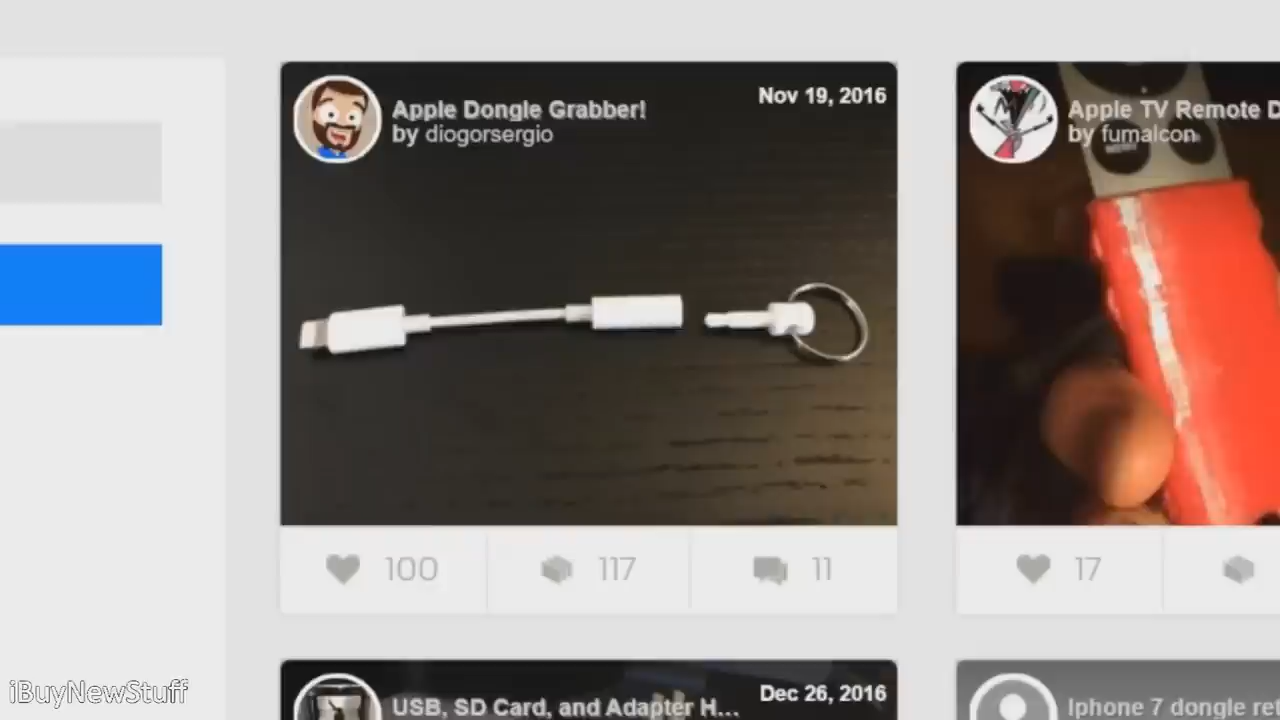 Apple Dongle Grabber!
by diogorsergio
Nov 19, 2016
100
117
11
Apple TV Remote D
by fumalcon
17
USB, SD Card, and Adapter H...
Dec 26, 2016
Iphone 7 dongle ret
iBuyNewStuff